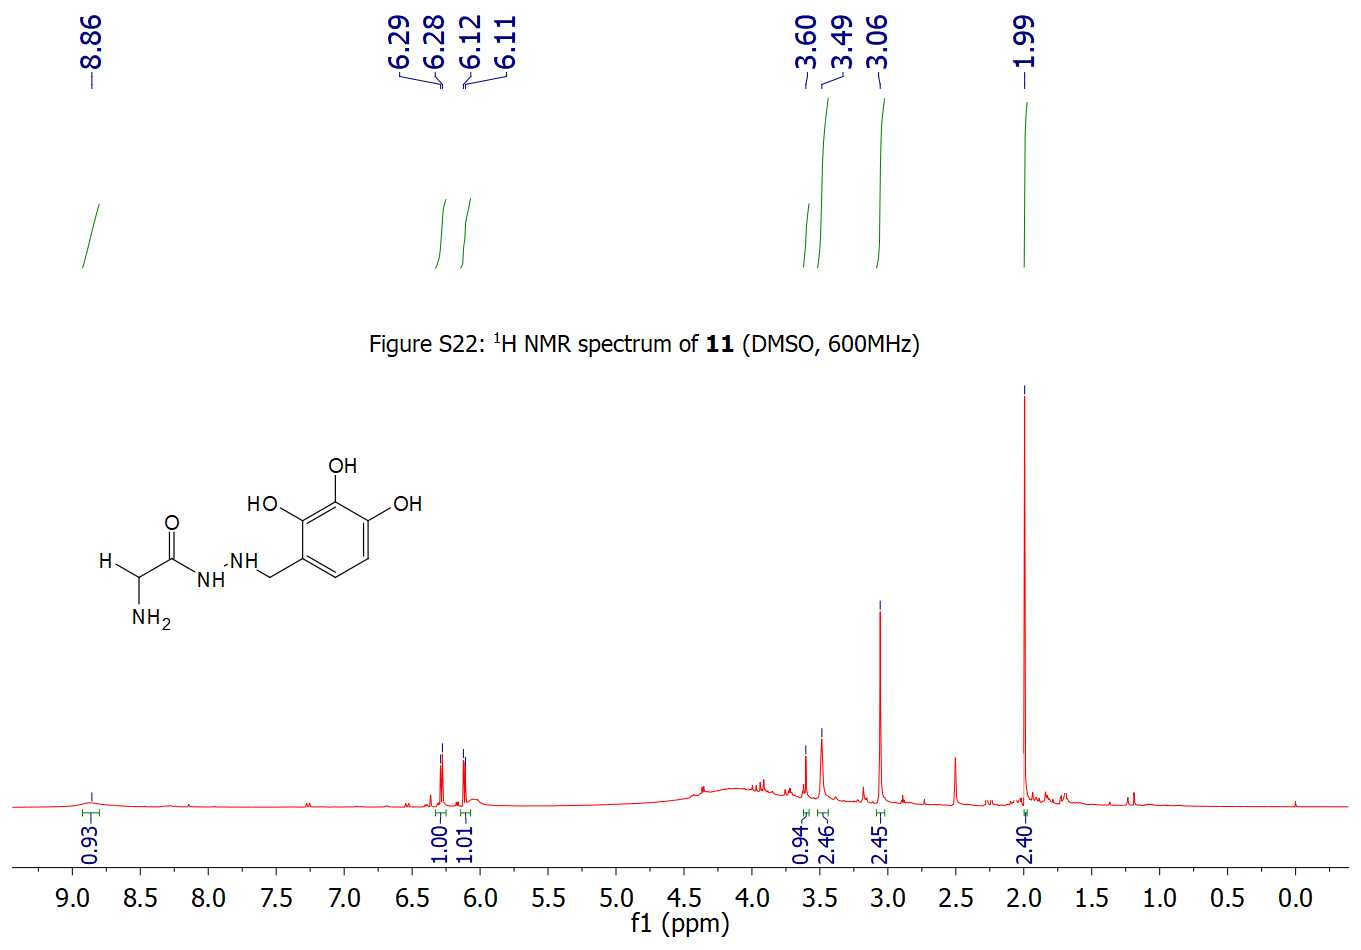 8.86
6.29
6.28
6.12
6.11
3.60
3.49
3.06
1.99
Figure S22: ¹H NMR spectrum of 11 (DMSO, 600MHz)
OH
HO
OH
O
H
NH
NH
NH₂
0.93
1.00
1.01
0.94
2.46
2.45
2.40
9.0 8.5 8.0 7.5 7.0 6.5 6.0 5.5 5.0 4.5 4.0 3.5 3.0 2.5 2.0 1.5 1.0 0.5 0.0
f1 (ppm)